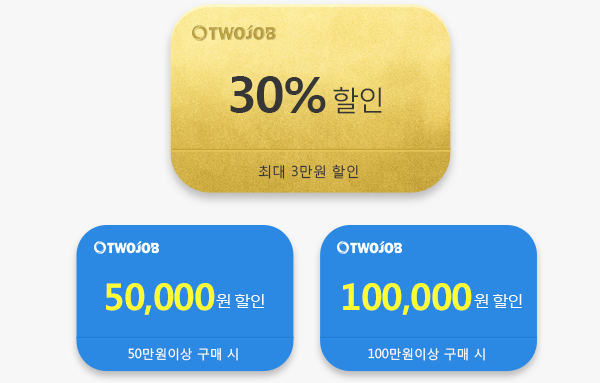 TWOJOB
30% 할인
최대 3만원 할인
TWOJOB
50,000원 할인
50만원이상 구매 시
TWOJOB
100,000원 할인
100만원이상 구매 시